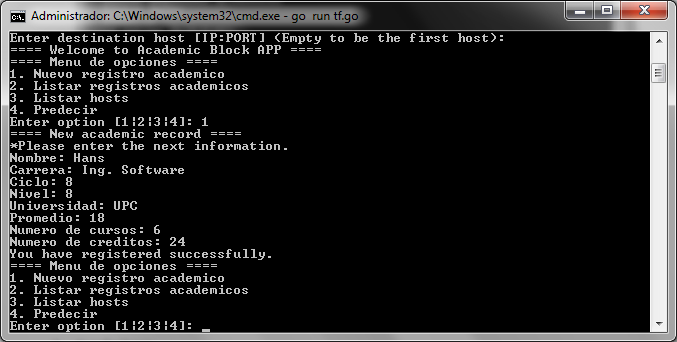 Administrador: C:\Windows\system32\cmd.exe - go run tf.go
Enter destination host [IP:PORT] (Empty to be the first host):
==== Welcome to Academic Block APP ====
==== Menu de opciones ====
1. Nuevo registro academico
2. Listar registros academicos
3. Listar hosts
4. Predecir
Enter option [1|2|3|4]: 1
==== New academic record ====
*Please enter the next information.
Nombre: Hans
Carrera: Ing. Software
Ciclo: 8
Nivel: 8
Universidad: UPC
Promedio: 18
Numero de cursos: 6
Numero de creditos: 24
You have registered successfully.
==== Menu de opciones ====
1. Nuevo registro academico
2. Listar registros academicos
3. Listar hosts
4. Predecir
Enter option [1|2|3|4]: _